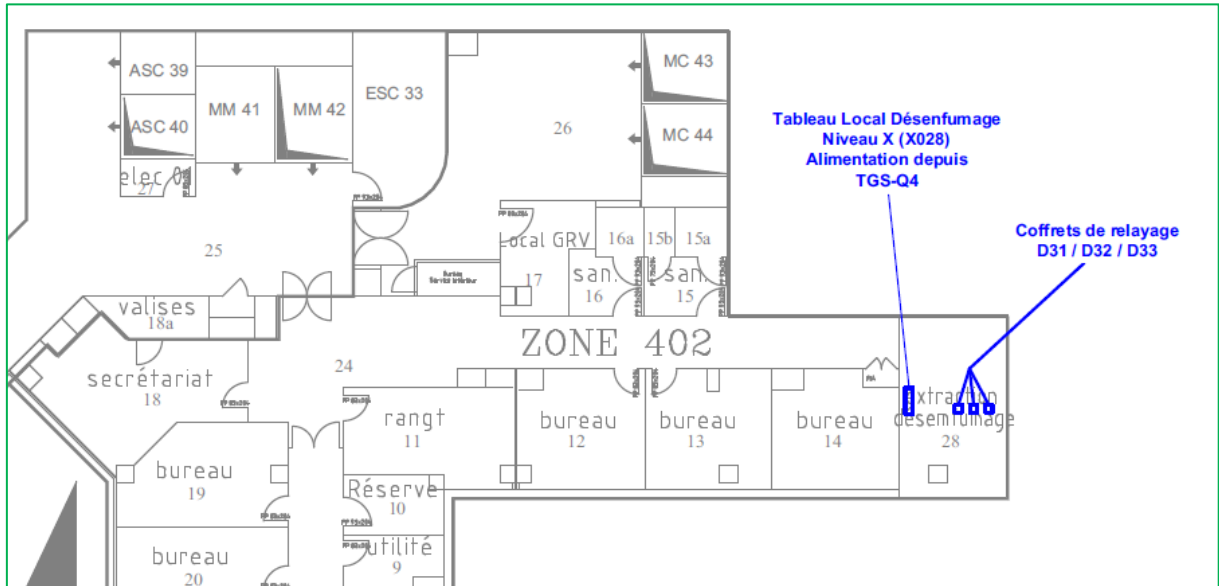 ASC 39
MC 43
ESC 33
MM 41
MM 42
ASC 40
26
MC 44
Tableau Local Désenfumage
Niveau X (X028)
Alimentation depuis
TGS-Q4
elec
27
Coffrets de relayage
D31 / D32 / D33
25
Local GRV
17
16a
15b
15a
san.
16
san.
15
valises
18a
ZONE 402
24
secrétariat
18
rangt
11
bureau
12
bureau
13
bureau
14
extraction
désemfumage
28
bureau
19
Réserve
10
utilité
9
bureau
20